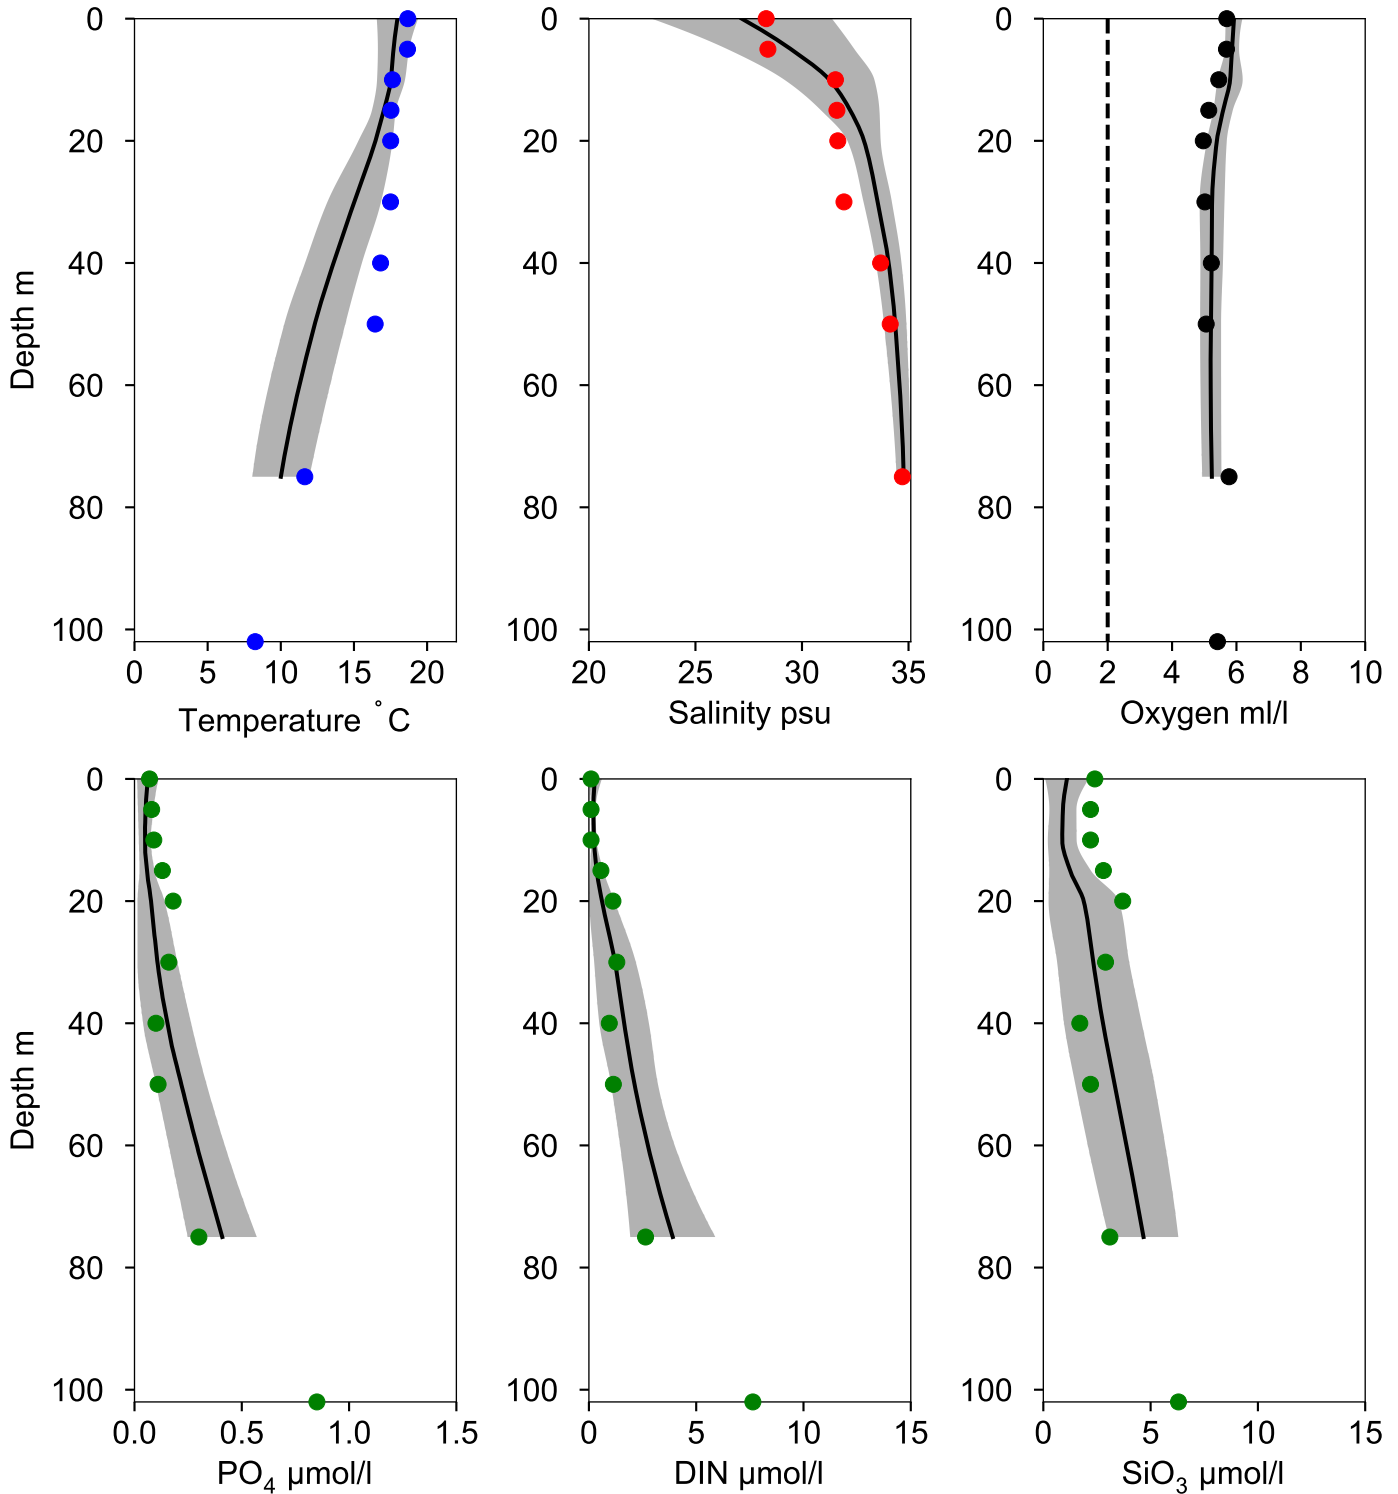 0
20
40
60
80
100
Depth m
0 5 10 15 20
Temperature ˚C
0
20
40
60
80
100
20 25 30 35
Salinity psu
0
20
40
60
80
100
0 2 4 6 8 10
Oxygen ml/l
0
20
40
60
80
100
Depth m
0.0 0.5 1.0 1.5
PO₄ µmol/l
0
20
40
60
80
100
0 5 10 15
DIN µmol/l
0
20
40
60
80
100
0 5 10 15
SiO₃ µmol/l